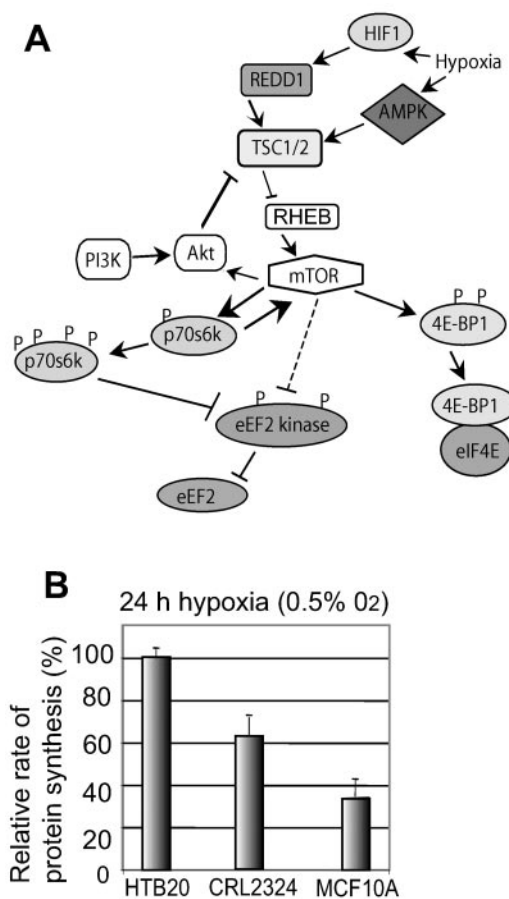 A
HIF1
Hypoxia
REDD1
AMPK
TSC1/2
RHEB
PI3K
Akt
mTOR
P
P P
P P P P
p70s6k
4E-BP1
p70s6k
P P
4E-BP1
eEF2 kinase
eIF4E
eEF2
B
24 h hypoxia (0.5% 02)
Relative rate of
protein synthesis (%)
100
80
60
40
20
0
HTB20 CRL2324 MCF10A